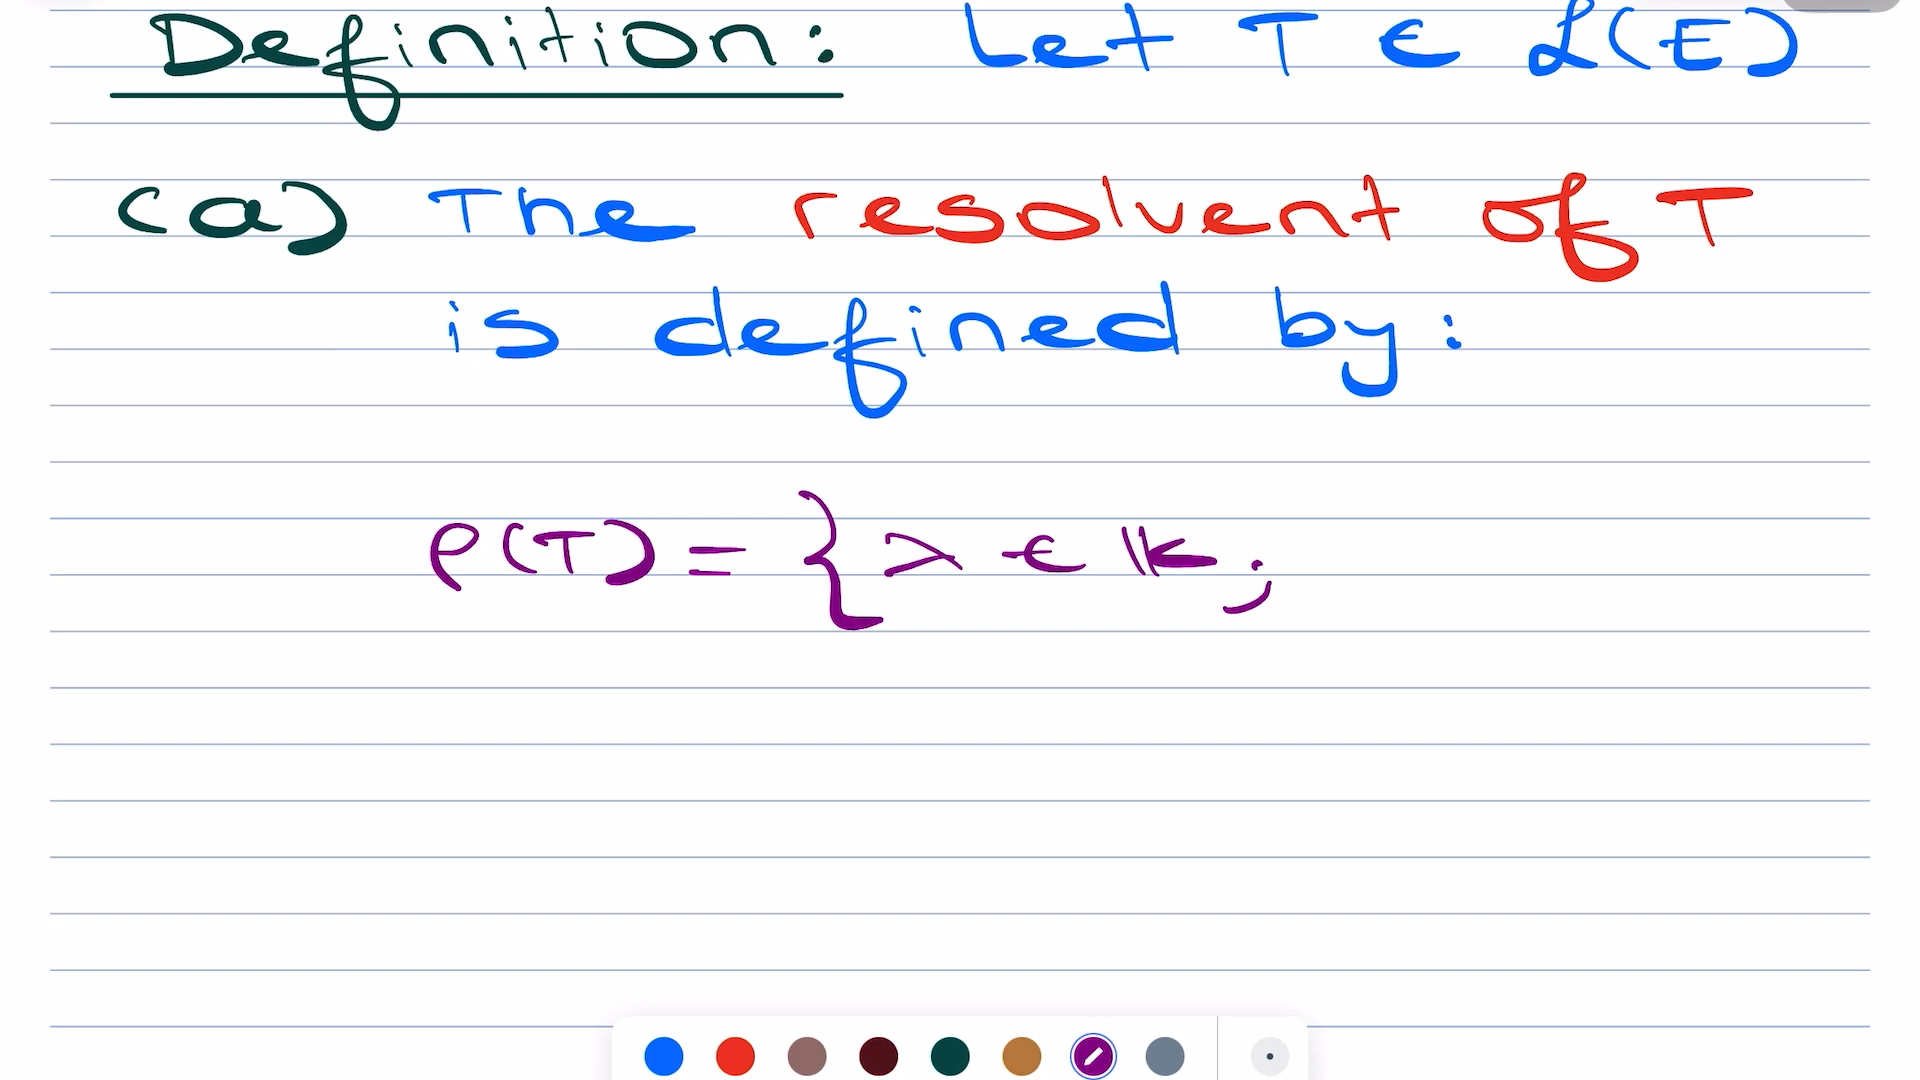 Definition: Let T ∈ ℒ(E)
(a) The resolvent of T
is defined by:
ρ(T) = { λ ∈ 𝕂 ;